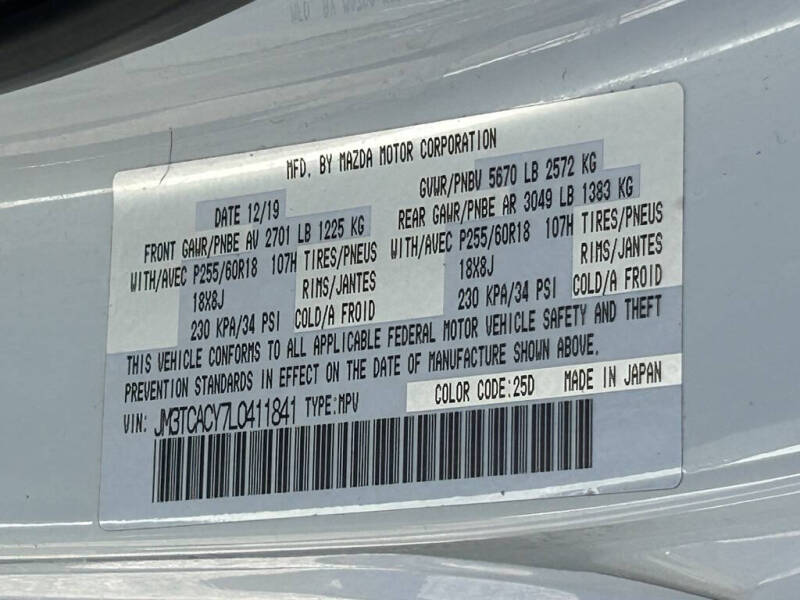 MFD. BY MAZDA MOTOR CORPORATION
DATE 12/19
GVWR/PNBV 5670 LB 2572 KG
FRONT GAWR/PNBE AV 2701 LB 1225 KG
REAR GAWR/PNBE AR 3049 LB 1383 KG
WITH/AVEC P255/60R18 107H TIRES/PNEUS
WITH/AVEC P255/60R18 107H TIRES/PNEUS
18X8J RIMS/JANTES
18X8J RIMS/JANTES
230 KPA/34 PSI COLD/A FROID
230 KPA/34 PSI COLD/A FROID
THIS VEHICLE CONFORMS TO ALL APPLICABLE FEDERAL MOTOR VEHICLE SAFETY AND THEFT
PREVENTION STANDARDS IN EFFECT ON THE DATE OF MANUFACTURE SHOWN ABOVE.
VIN: JM3TCACY7L0411841 TYPE:MPV
COLOR CODE:25D MADE IN JAPAN